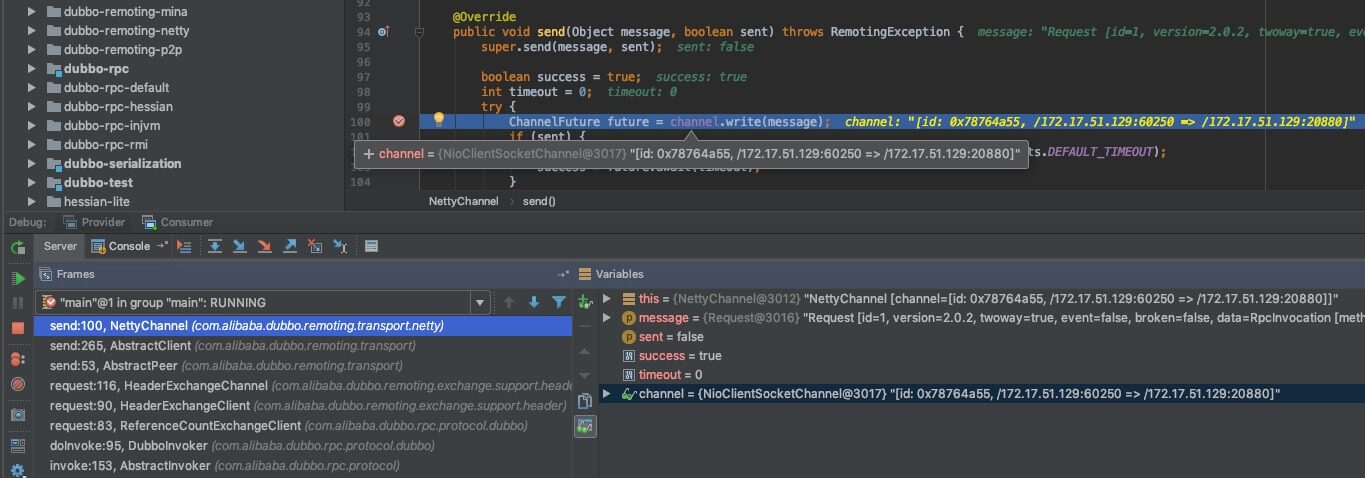 dubbo-remoting-mina
dubbo-remoting-netty
dubbo-remoting-p2p
dubbo-rpc
dubbo-rpc-default
dubbo-rpc-hessian
dubbo-rpc-injvm
dubbo-rpc-rmi
dubbo-serialization
dubbo-test
hessian-lite
92
93 @Override
94 public void send(Object message, boolean sent) throws RemotingException { message: "Request [id=1, version=2.0.2, twoway=true, eve
95 super.send(message, sent); sent: false
96
97 boolean success = true; success: true
98 int timeout = 0; timeout: 0
99 try {
100 ChannelFuture future = channel.write(message); channel: "[id: 0x78764a55, /172.17.51.129:60250 => /172.17.51.129:20880]"
101 if (sent) {
+ channel = {NioClientSocketChannel@3017} "[id: 0x78764a55, /172.17.51.129:60250 => /172.17.51.129:20880]"
ts.DEFAULT_TIMEOUT);
104 }
NettyChannel › send()
Debug: Provider Consumer
Server Console
Frames
"main"@1 in group "main": RUNNING
send:100, NettyChannel (com.alibaba.dubbo.remoting.transport.netty)
send:265, AbstractClient (com.alibaba.dubbo.remoting.transport)
send:53, AbstractPeer (com.alibaba.dubbo.remoting.transport)
request:116, HeaderExchangeChannel (com.alibaba.dubbo.remoting.exchange.support.heade
request:90, HeaderExchangeClient (com.alibaba.dubbo.remoting.exchange.support.header)
request:83, ReferenceCountExchangeClient (com.alibaba.dubbo.rpc.protocol.dubbo)
doInvoke:95, DubboInvoker (com.alibaba.dubbo.rpc.protocol.dubbo)
invoke:153, AbstractInvoker (com.alibaba.dubbo.rpc.protocol)
Variables
this = {NettyChannel@3012} "NettyChannel [channel=[id: 0x78764a55, /172.17.51.129:60250 => /172.17.51.129:20880]]"
message = {Request@3016} "Request [id=1, version=2.0.2, twoway=true, event=false, broken=false, data=RpcInvocation [meth
sent = false
success = true
timeout = 0
channel = {NioClientSocketChannel@3017} "[id: 0x78764a55, /172.17.51.129:60250 => /172.17.51.129:20880]"